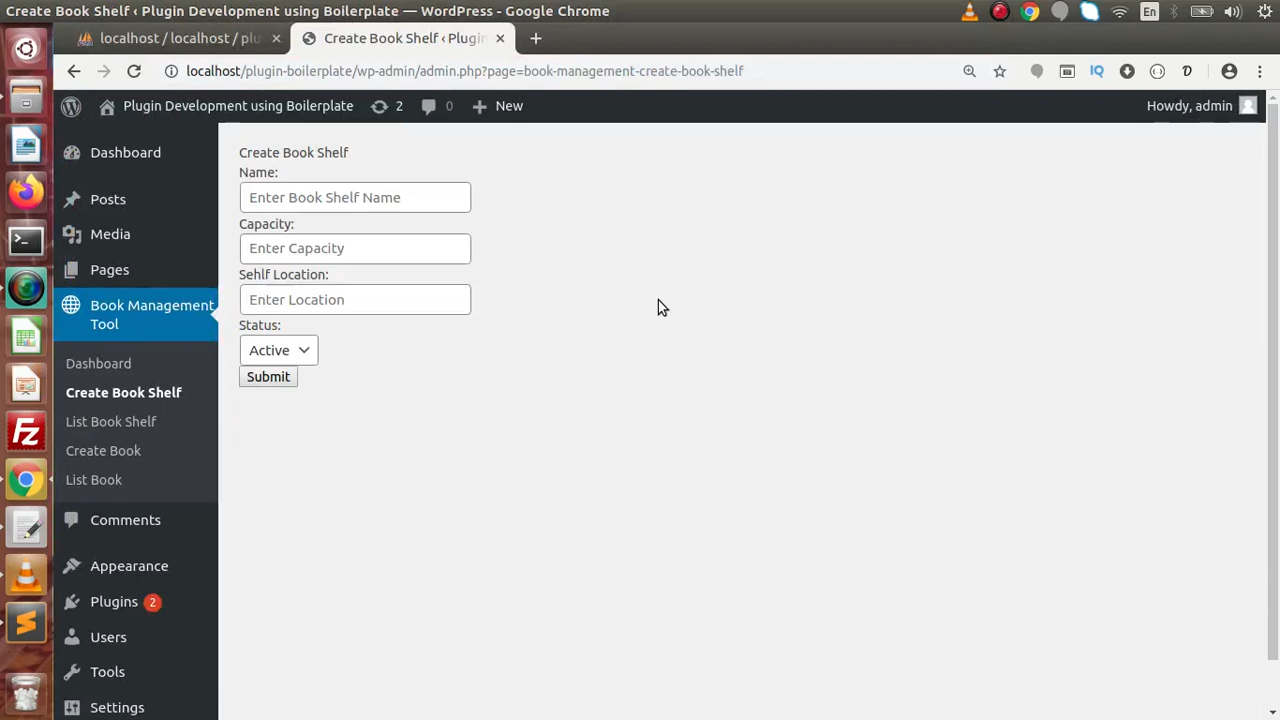 Create Book Shelf ‹ Plugin Development using Boilerplate — WordPress - Google Chrome
En
localhost / localhost / plu
Create Book Shelf ‹ Plugin
localhost/plugin-boilerplate/wp-admin/admin.php?page=book-management-create-book-shelf
IQ
Plugin Development using Boilerplate
2
0
New
Howdy, admin
Dashboard
Posts
Media
Pages
Book Management
Tool
Dashboard
Create Book Shelf
List Book Shelf
Create Book
List Book
Comments
Appearance
Plugins 2
Users
Tools
Settings
Create Book Shelf
Name:
Enter Book Shelf Name
Capacity:
Enter Capacity
Sehlf Location:
Enter Location
Status:
Active
Submit
Fz